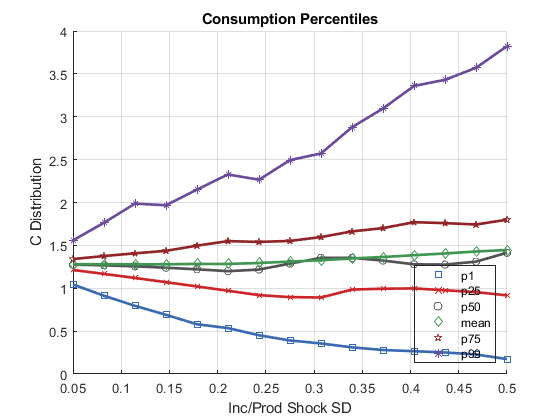 Consumption Percentiles
4
3.5
3
2.5
2
1.5
1
0.5
0
C Distribution
p1
p25
p50
mean
p75
p99
0.05 0.1 0.15 0.2 0.25 0.3 0.35 0.4 0.45 0.5
Inc/Prod Shock SD